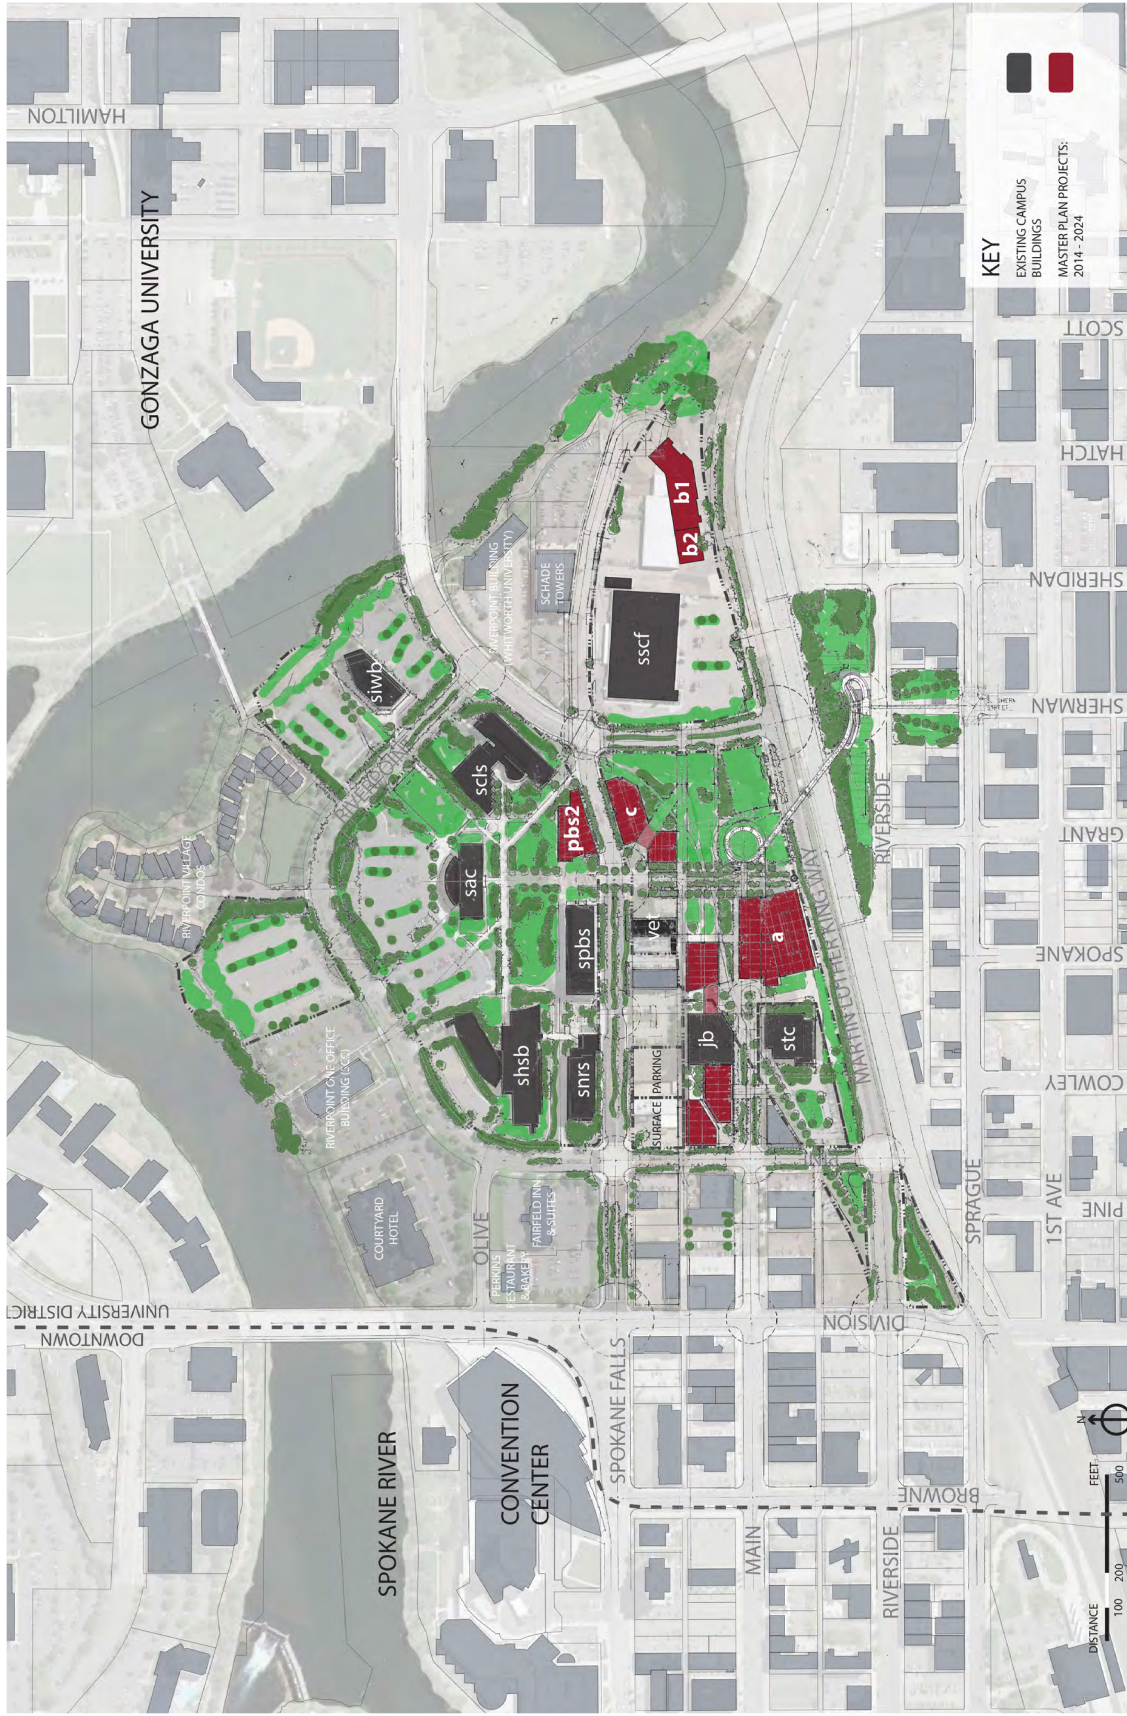 HAMILTON
GONZAGA UNIVERSITY
KEY
EXISTING CAMPUS
BUILDINGS
MASTER PLAN PROJECTS:
2014 - 2024
SCOTT
HATCH
SHERIDAN
SHERMAN
GRANT
SPOKANE
COWLEY
PINE
RIVERPOINT BUILDING
(WHITWORTH UNIVERSITY)
SCHADE
TOWERS
b1
b2
sscf
siwb
scls
sac
pbs2
c
RIVERPOINT VILLAGE
CONDOS
spbs
vet
a
RIVERSIDE
MARTIN LUTHER KING WAY
shsb
snrs
jb
stc
SURFACE PARKING
RIVERPOINT ONE OFFICE
BUILDING (SCC)
COURTYARD
HOTEL
OLIVE
FAIRFELD INN
& SUITES
PERKINS
ESTAURANT
& BAKERY
SPRAGUE
1ST AVE
UNIVERSITY DISTRICT
DOWNTOWN
DIVISION
SPOKANE FALLS
SPOKANE RIVER
CONVENTION
CENTER
MAIN
RIVERSIDE
BROWNE
N
DISTANCE
FEET
100
200
500